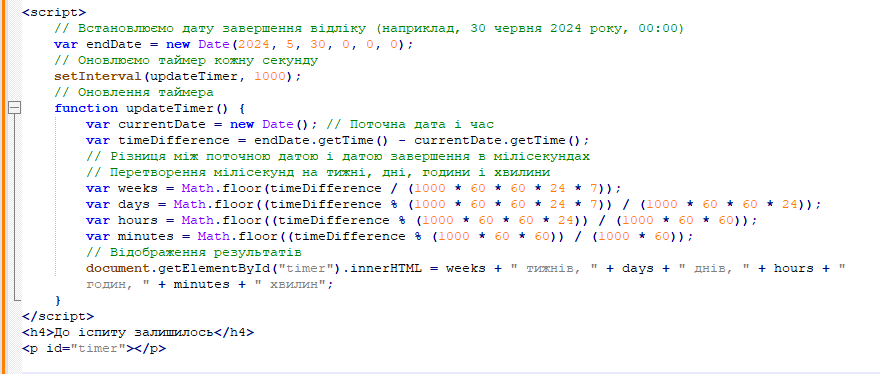 <script>
// Встановлюємо дату завершення відліку (наприклад, 30 червня 2024 року, 00:00)
var endDate = new Date(2024, 5, 30, 0, 0, 0);
// Оновлюємо таймер кожну секунду
setInterval(updateTimer, 1000);
// Оновлення таймера
function updateTimer() {
var currentDate = new Date(); // Поточна дата і час
var timeDifference = endDate.getTime() - currentDate.getTime();
// Різниця між поточною датою і датою завершення в мілісекундах
// Перетворення мілісекунд на тижні, дні, години і хвилини
var weeks = Math.floor(timeDifference / (1000 * 60 * 60 * 24 * 7));
var days = Math.floor((timeDifference % (1000 * 60 * 60 * 24 * 7)) / (1000 * 60 * 60 * 24));
var hours = Math.floor((timeDifference % (1000 * 60 * 60 * 24)) / (1000 * 60 * 60));
var minutes = Math.floor((timeDifference % (1000 * 60 * 60)) / (1000 * 60));
// Відображення результатів
document.getElementById("timer").innerHTML = weeks + " тижнів, " + days + " днів, " + hours + "
годин, " + minutes + " хвилин";
}
</script>
<h4>До іспиту залишилось</h4>
<p id="timer"></p>